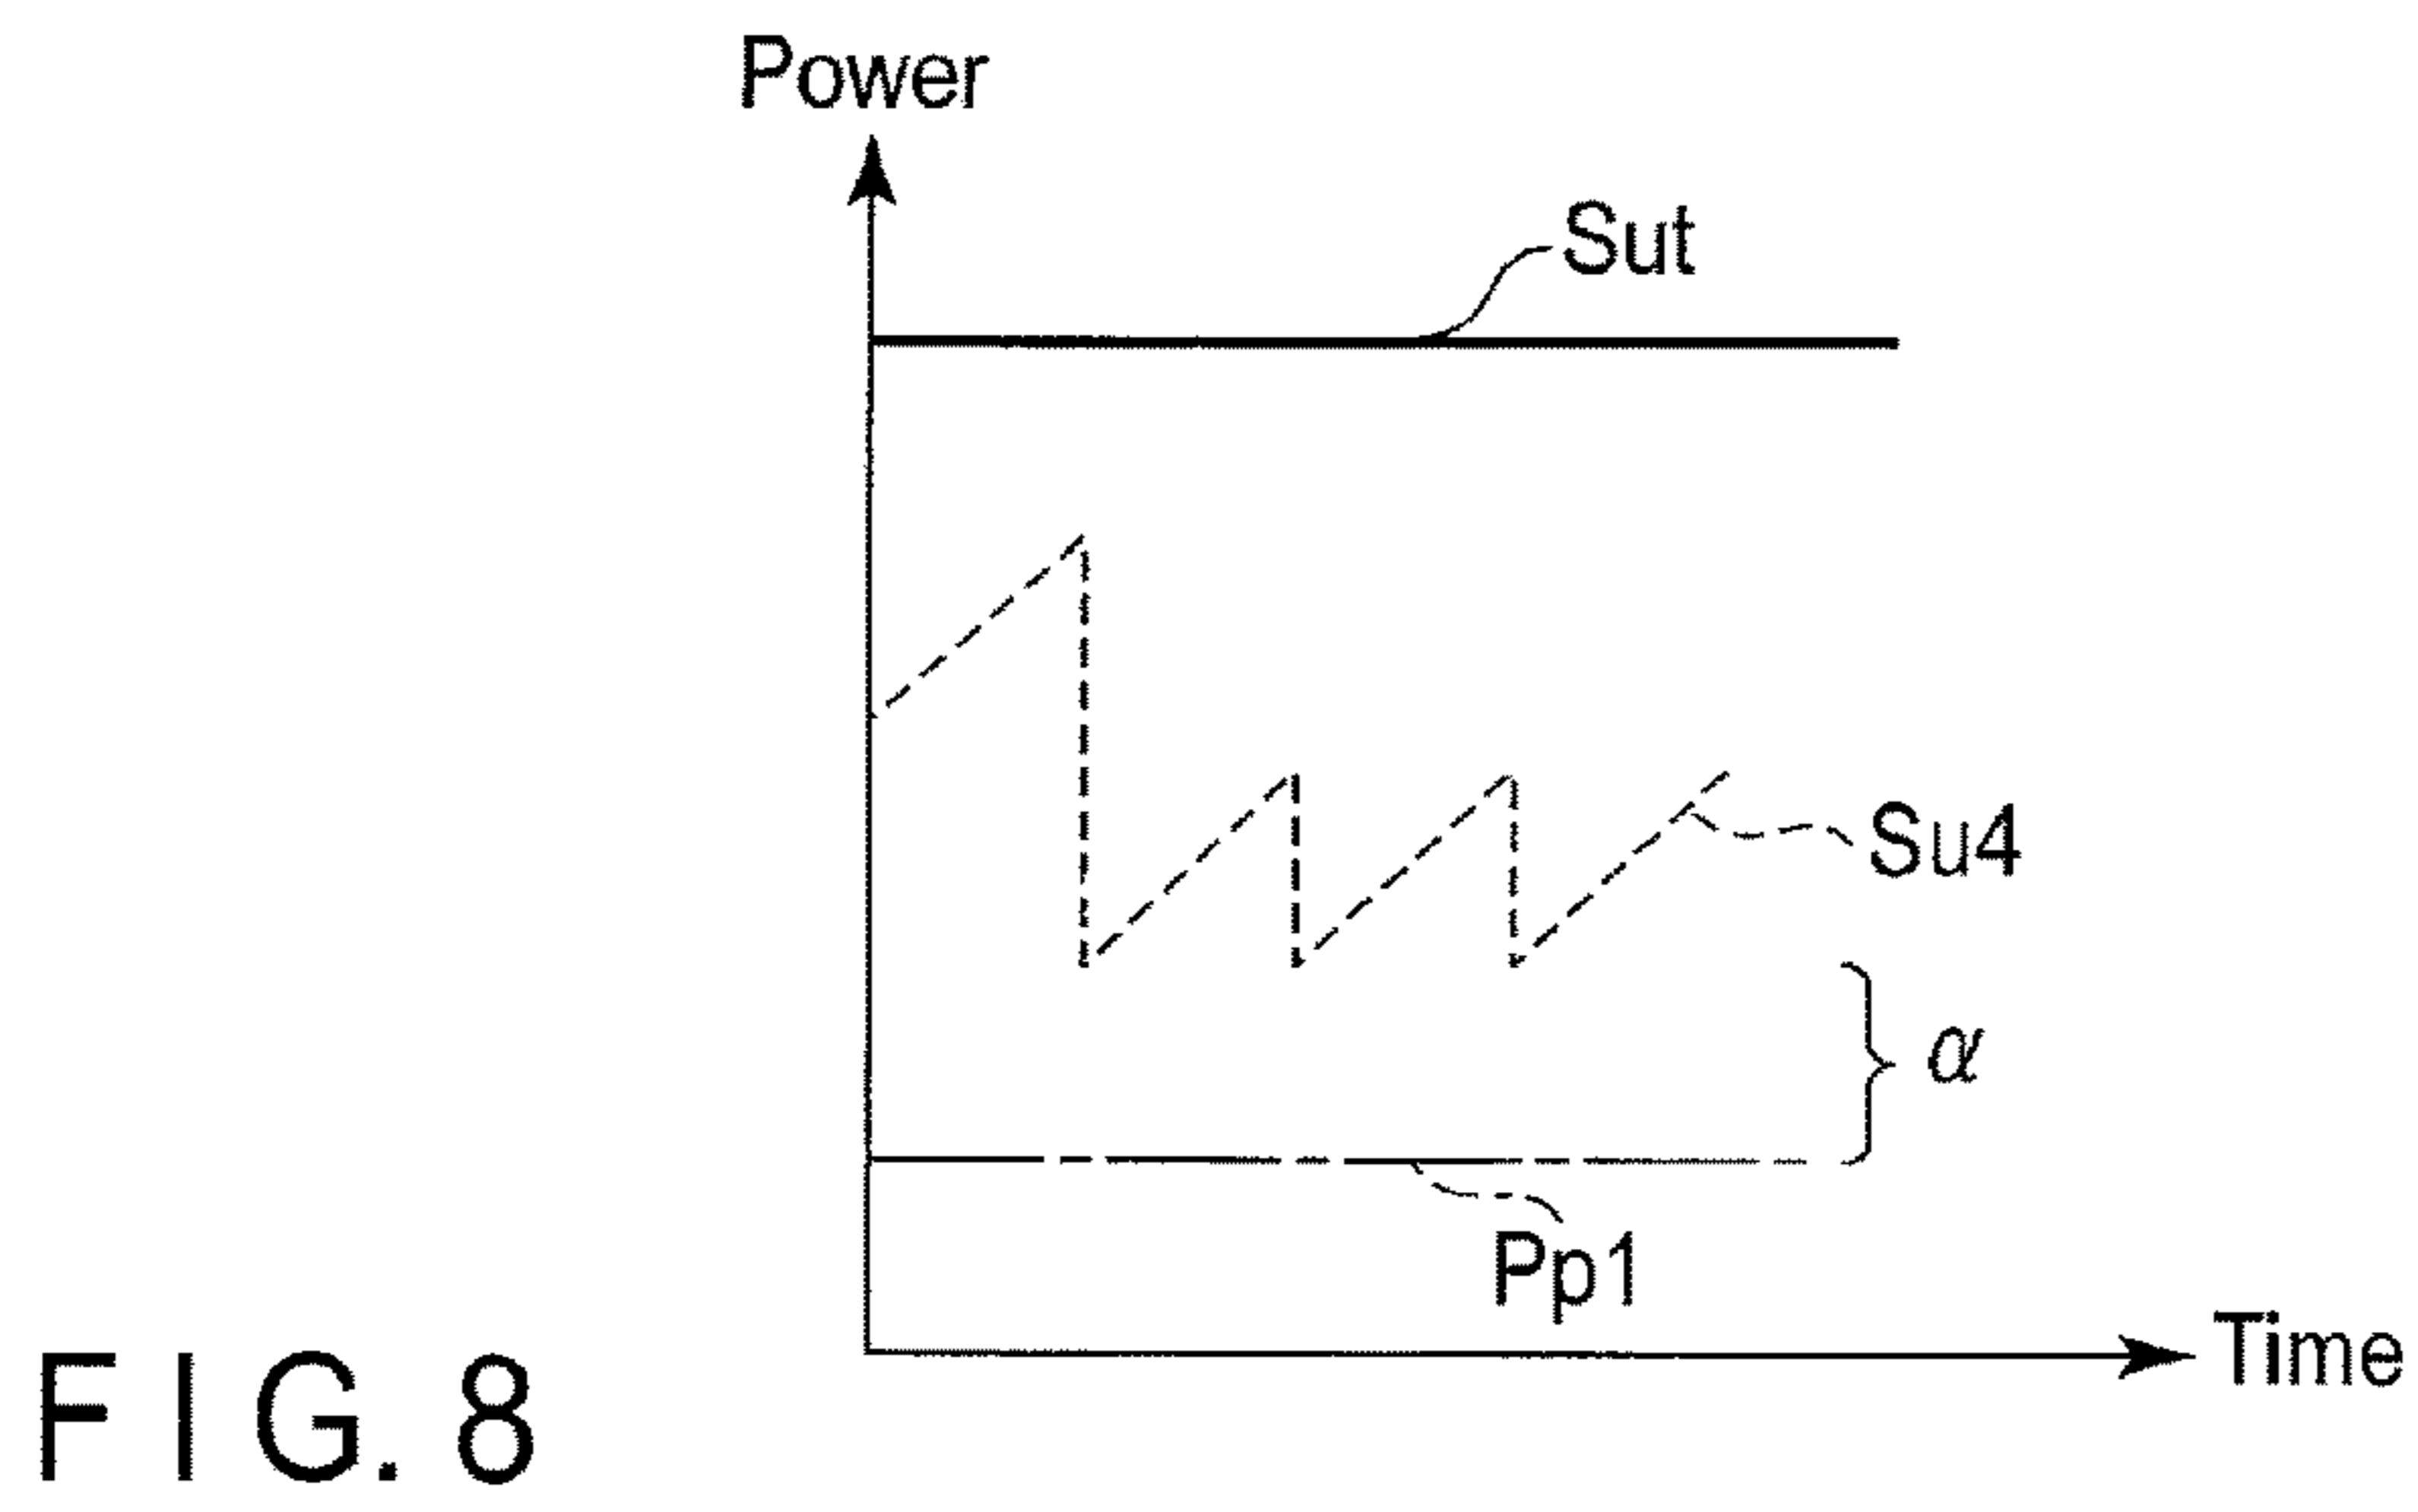 Power
Sut
Su4
α
Pp1
Time
F I G. 8